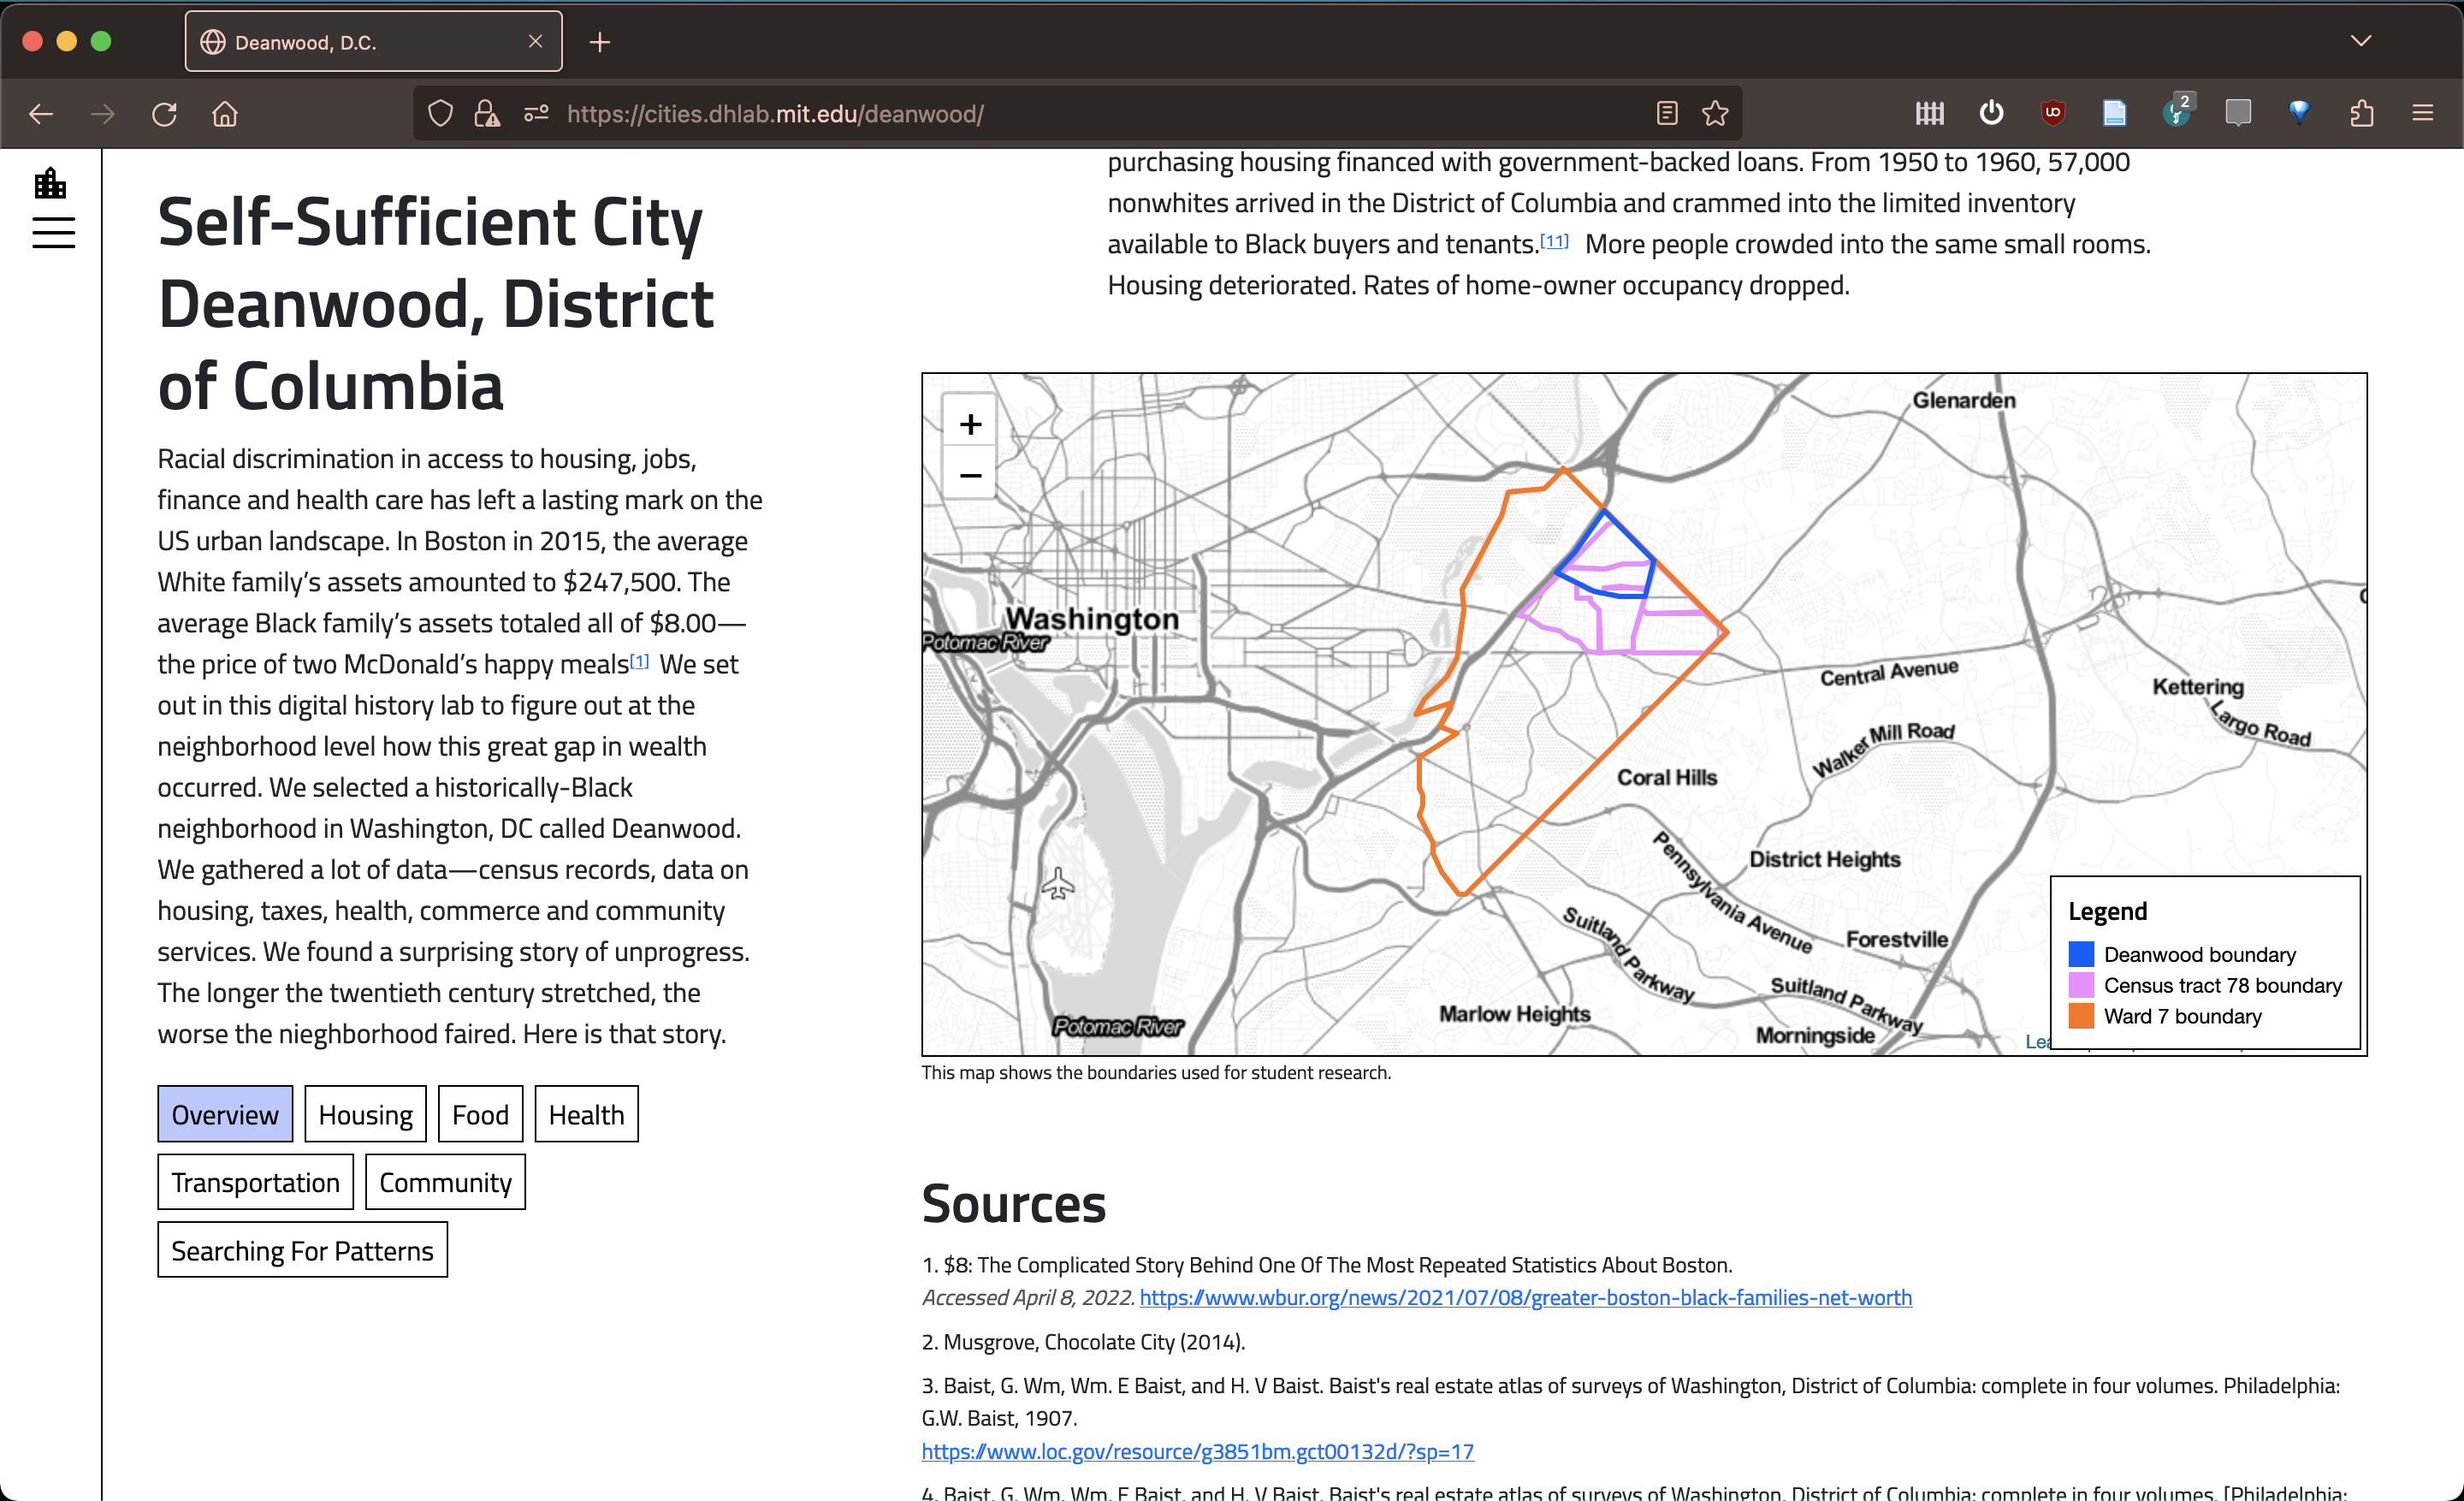 Deanwood, D.C.
https://cities.dhlab.mit.edu/deanwood/
2
Self-Sufficient City
Deanwood, District
of Columbia
Racial discrimination in access to housing, jobs,
finance and health care has left a lasting mark on the
US urban landscape. In Boston in 2015, the average
White family’s assets amounted to $247,500. The
average Black family’s assets totaled all of $8.00—
the price of two McDonald’s happy meals[1] We set
out in this digital history lab to figure out at the
neighborhood level how this great gap in wealth
occurred. We selected a historically-Black
neighborhood in Washington, DC called Deanwood.
We gathered a lot of data—census records, data on
housing, taxes, health, commerce and community
services. We found a surprising story of unprogress.
The longer the twentieth century stretched, the
worse the nieghborhood faired. Here is that story.
Overview Housing Food Health
Transportation Community
Searching For Patterns
purchasing housing financed with government-backed loans. From 1950 to 1960, 57,000
nonwhites arrived in the District of Columbia and crammed into the limited inventory
available to Black buyers and tenants.[11] More people crowded into the same small rooms.
Housing deteriorated. Rates of home-owner occupancy dropped.
+
−
Glenarden
Washington
Potomac River
Central Avenue
Kettering
Largo Road
Walker Mill Road
Coral Hills
District Heights
Pennsylvania Avenue
Suitland Parkway
Forestville
Suitland Parkway
Marlow Heights
Morningside
Potomac River
Legend
Deanwood boundary
Census tract 78 boundary
Ward 7 boundary
This map shows the boundaries used for student research.
Sources
1. $8: The Complicated Story Behind One Of The Most Repeated Statistics About Boston.
Accessed April 8, 2022. https://www.wbur.org/news/2021/07/08/greater-boston-black-families-net-worth
2. Musgrove, Chocolate City (2014).
3. Baist, G. Wm, Wm. E Baist, and H. V Baist. Baist's real estate atlas of surveys of Washington, District of Columbia: complete in four volumes. Philadelphia:
G.W. Baist, 1907.
https://www.loc.gov/resource/g3851bm.gct00132d/?sp=17
4. Baist, G. Wm, Wm. E Baist, and H. V Baist. Baist's real estate atlas of surveys of Washington, District of Columbia: complete in four volumes. [Philadelphia: